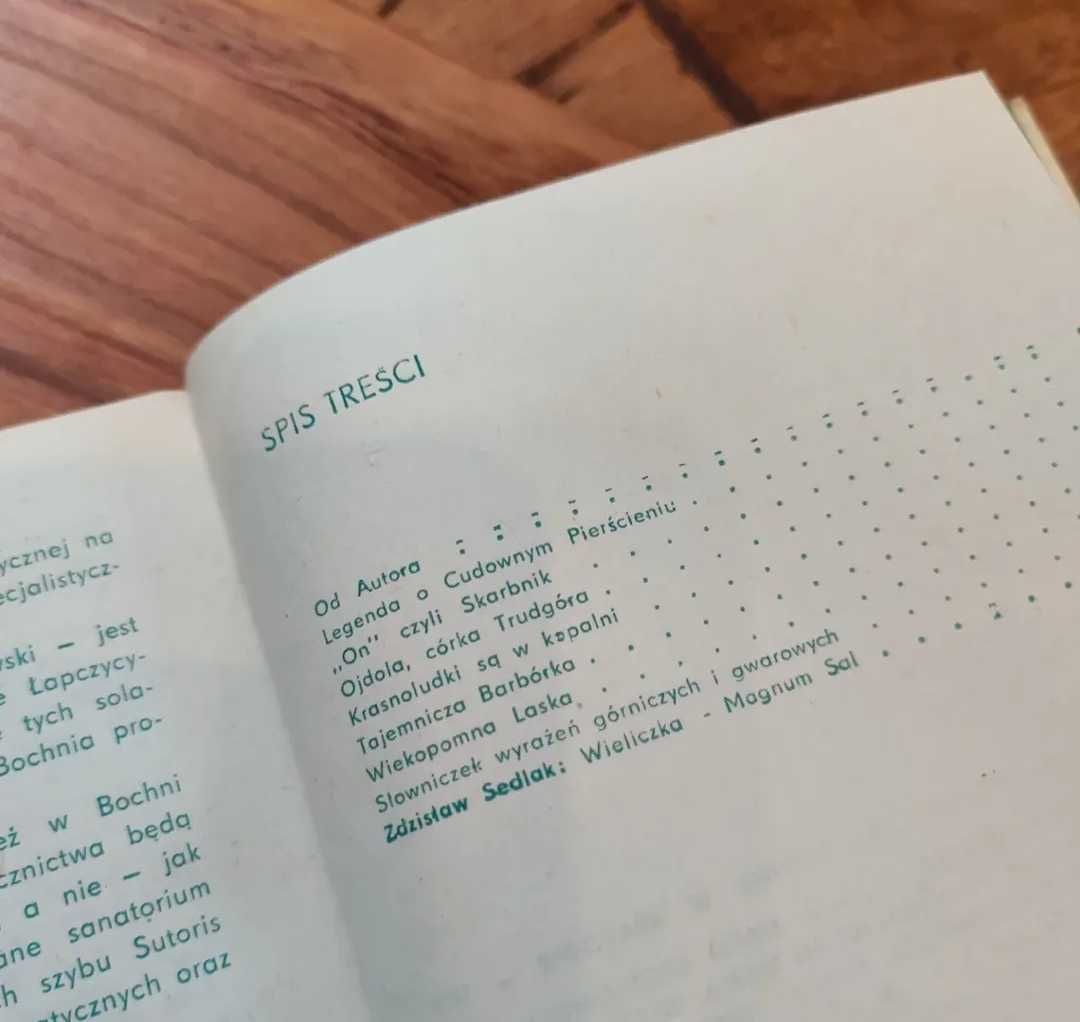 ycznej na
ecjalistycz-
wski – jest
e Łapczycy-
tych sola-
Bochnia pro-
eż w Bochni
cznictwa będą
a nie – jak
ane sanatorium
h szybu Sutoris
atycznych oraz
SPIS TREŚCI
Od Autora
Legenda o Cudownym Pierścieniu
„On" czyli Skarbnik
Ojdola, córka Trudgóra
Krasnoludki są w kopalni
Tajemnicza Barbórka
Wiekopomna Laska
Słowniczek wyrażeń górniczych i gwarowych
Zdzisław Sedlak: Wieliczka - Magnum Sal